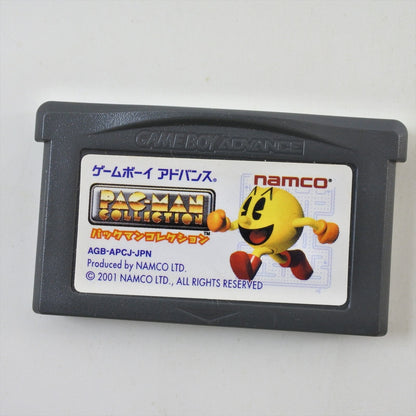 GAME BOY ADVANCE
ゲームボーイ アドバンス®
namco®
PAC-MAN
COLLECTION™
パックマンコレクション
AGB-APCJ-JPN
Produced by NAMCO LTD.
© 2001 NAMCO LTD., ALL RIGHTS RESERVED